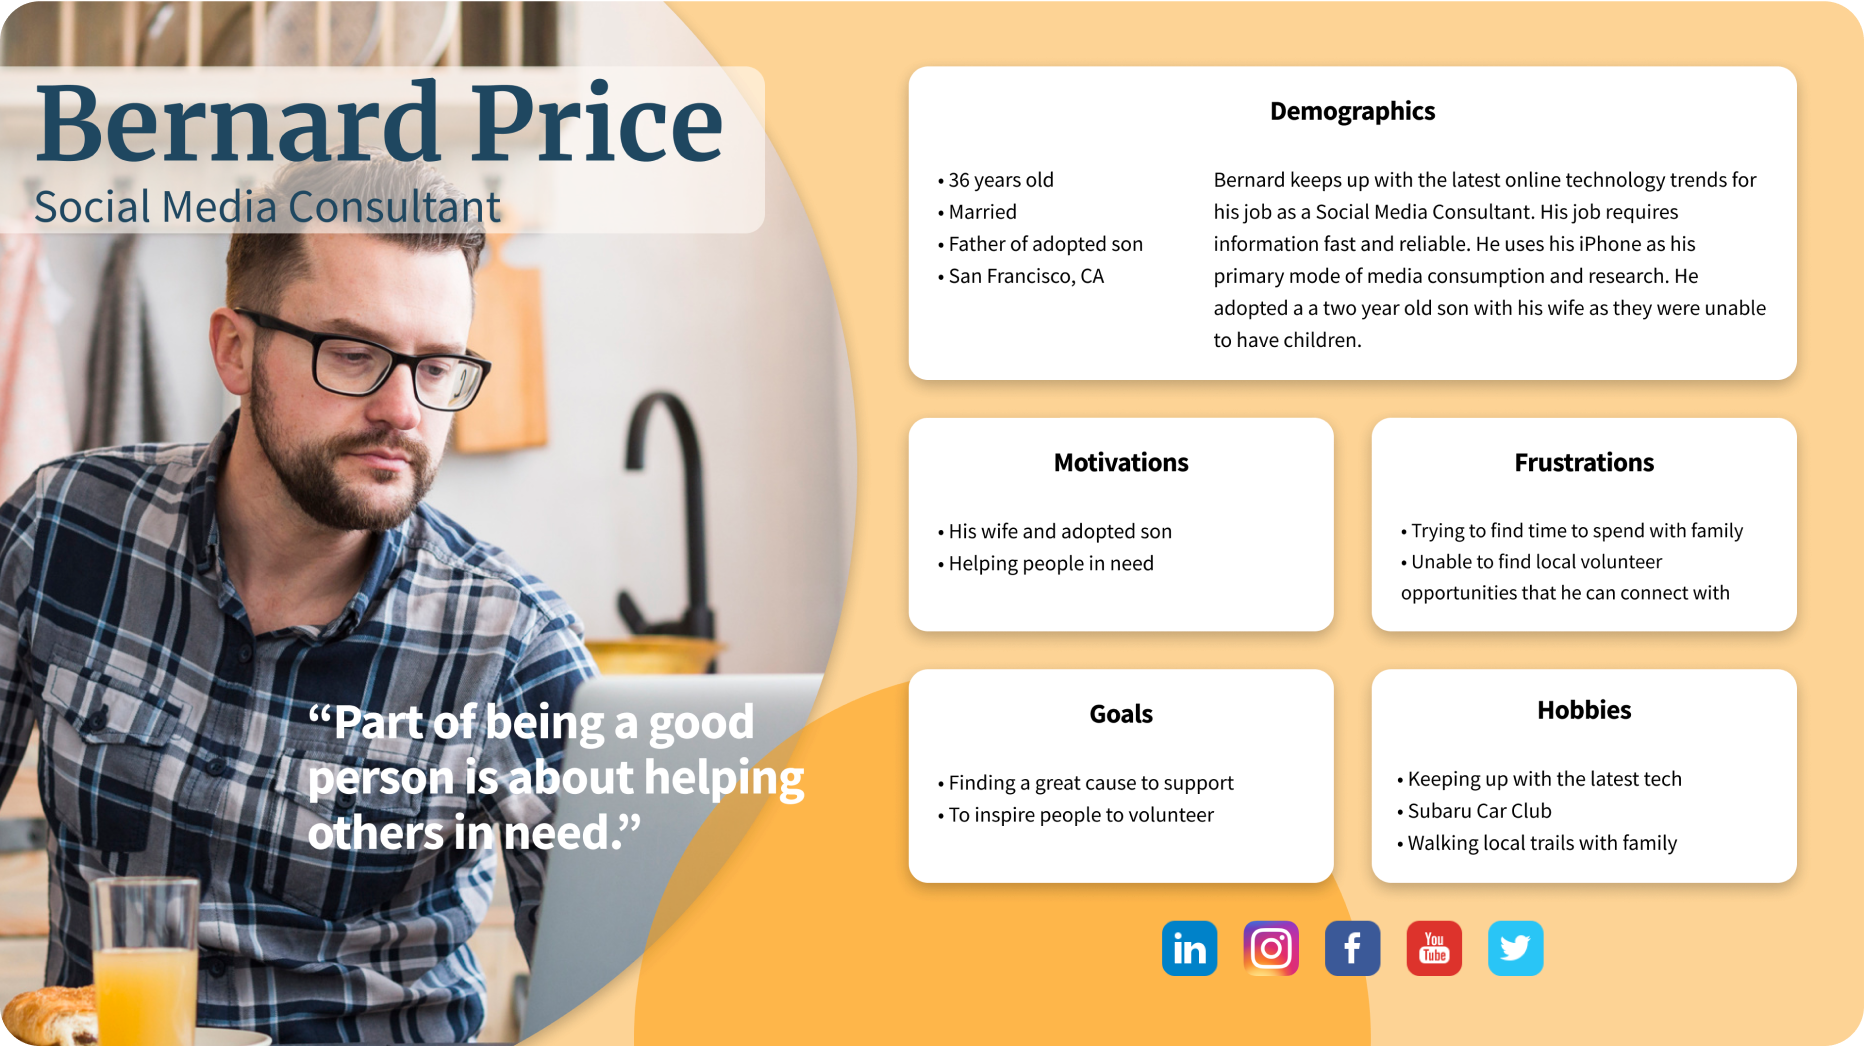 Bernard Price
Social Media Consultant
“Part of being a good
person is about helping
others in need.”
Demographics
• 36 years old
• Married
• Father of adopted son
• San Francisco, CA
Bernard keeps up with the latest online technology trends for
his job as a Social Media Consultant. His job requires
information fast and reliable. He uses his iPhone as his
primary mode of media consumption and research. He
adopted a a two year old son with his wife as they were unable
to have children.
Motivations
• His wife and adopted son
• Helping people in need
Frustrations
• Trying to find time to spend with family
• Unable to find local volunteer
opportunities that he can connect with
Goals
• Finding a great cause to support
• To inspire people to volunteer
Hobbies
• Keeping up with the latest tech
• Subaru Car Club
• Walking local trails with family
in
f
You
Tube